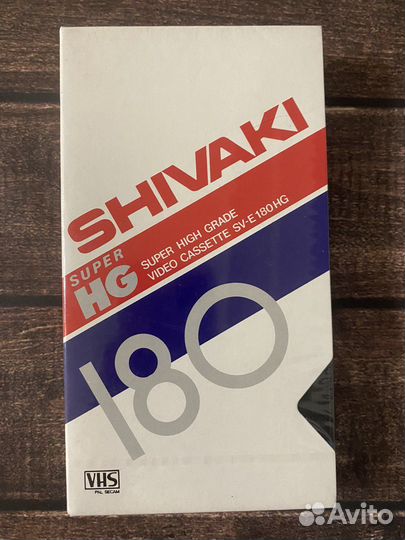 SHIVAKI
SUPER
HG
SUPER HIGH GRADE
VIDEO CASSETTE SV-E180HG
180
VHS
PAL SECAM
Avito